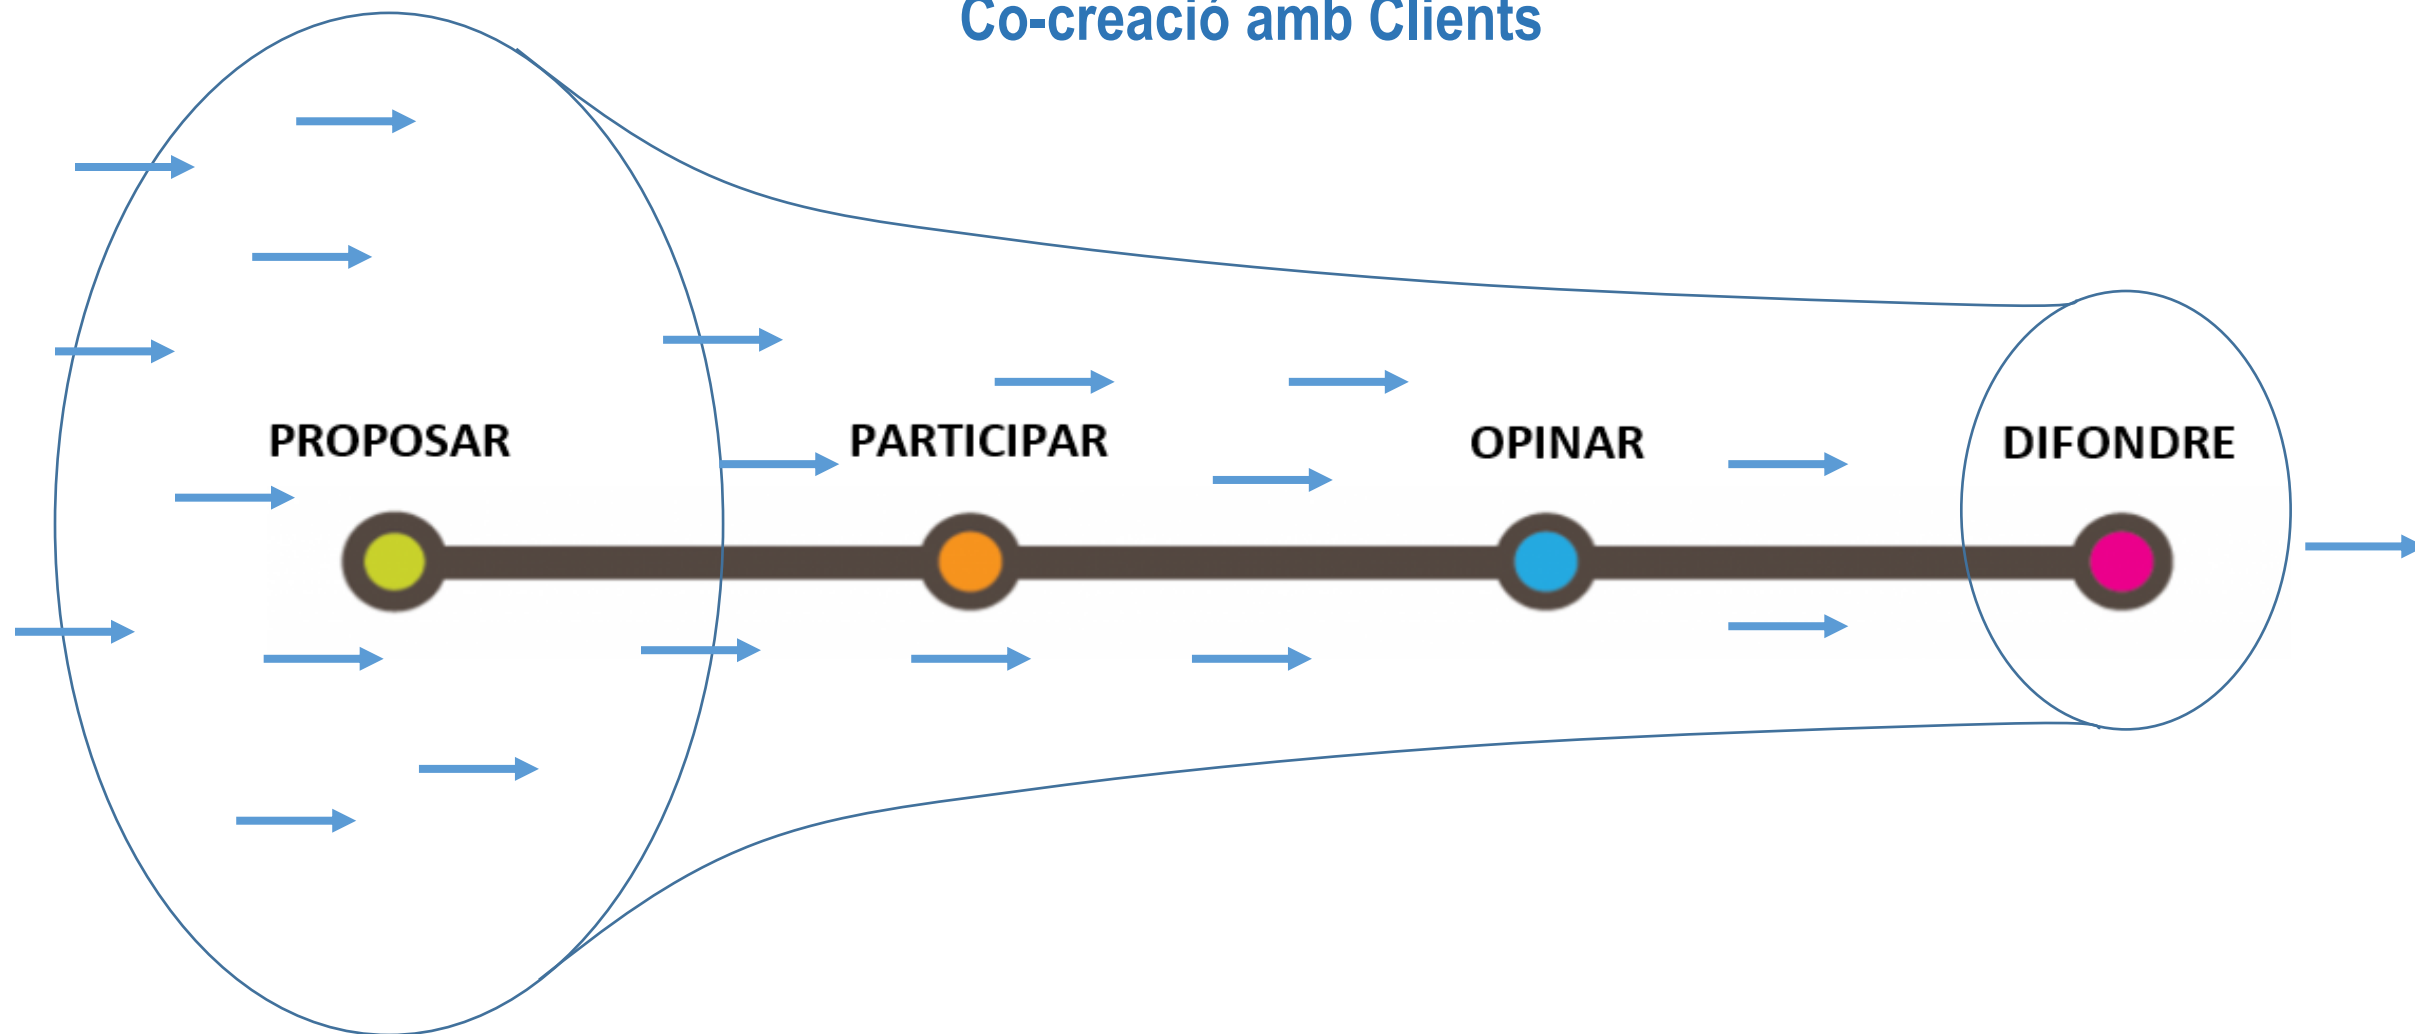 Co-creació amb Clients
PROPOSAR
PARTICIPAR
OPINAR
DIFONDRE